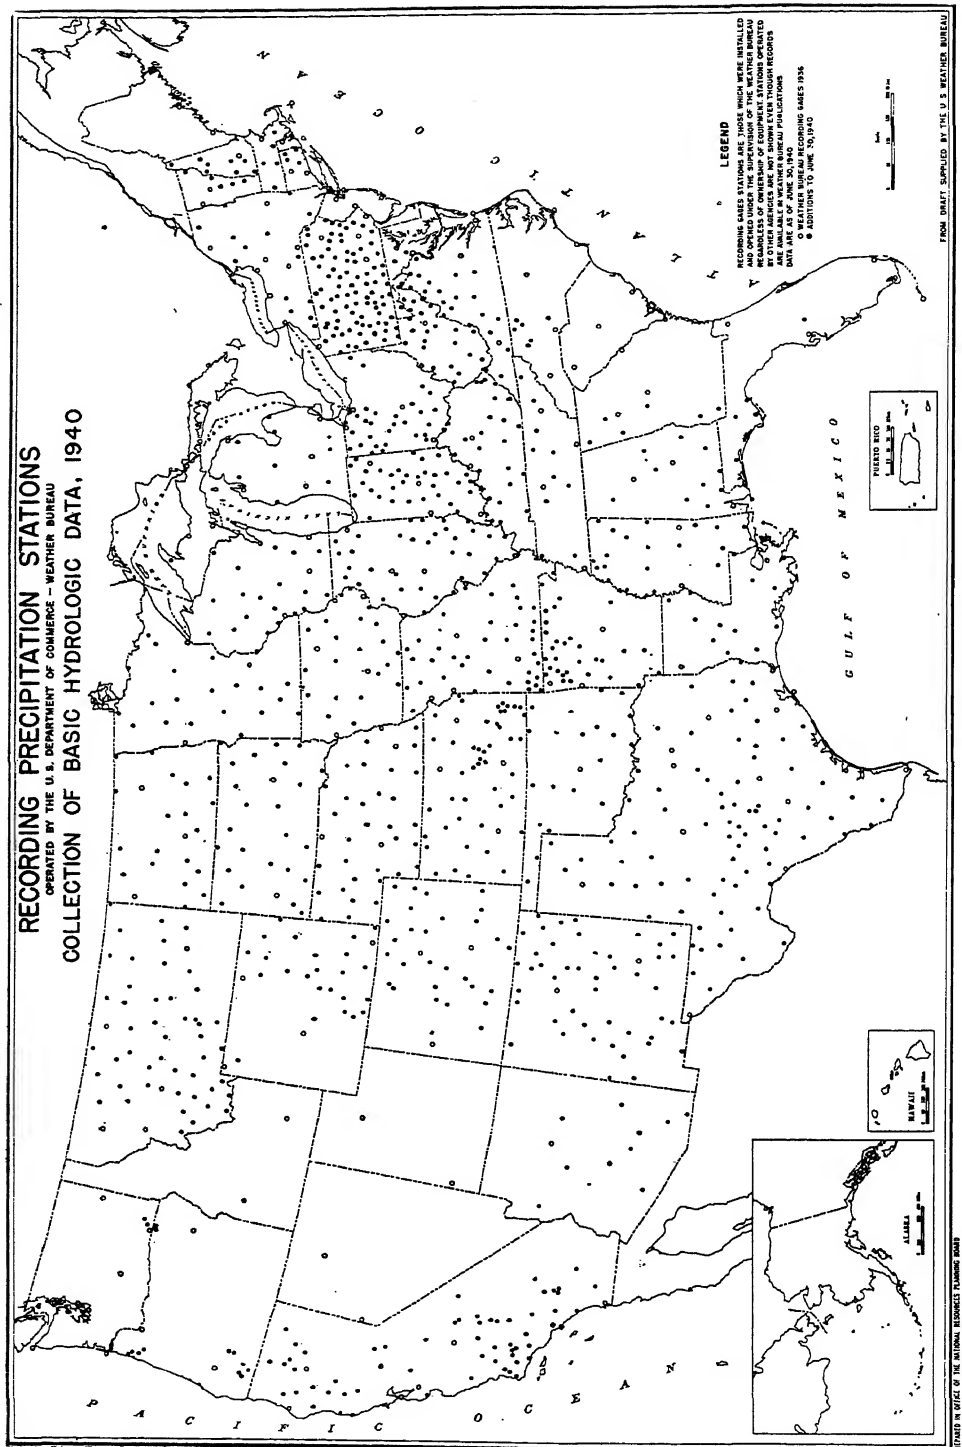 RECORDING PRECIPITATION STATIONS
OPERATED BY THE U. S. DEPARTMENT OF COMMERCE – WEATHER BUREAU
COLLECTION OF BASIC HYDROLOGIC DATA, 1940
PACIFIC OCEAN
ATLANTIC OCEAN
GULF OF MEXICO
LEGEND
RECORDING GAGES STATIONS ARE THOSE WHICH WERE INSTALLED
AND OPENED UNDER THE SUPERVISION OF THE WEATHER BUREAU
REGARDLESS OF OWNERSHIP OF EQUIPMENT. STATIONS OPERATED
BY OTHER AGENCIES ARE NOT SHOWN EVEN THOUGH RECORDS
ARE AVAILABLE IN WEATHER BUREAU PUBLICATIONS
DATA ARE AS OF JUNE 30, 1940
O WEATHER BUREAU RECORDING GAGES 1936
● ADDITIONS TO JUNE 30, 1940
PUERTO RICO
HAWAII
ALASKA
FROM DRAFT SUPPLIED BY THE U S WEATHER BUREAU
EPARED IN OFFICE OF THE NATIONAL RESOURCES PLANNING BOARD